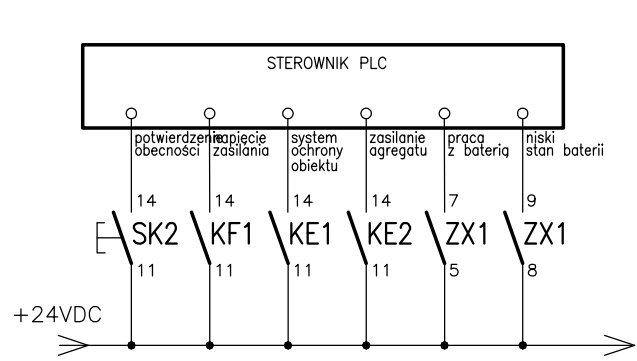 STEROWNIK PLC
potwierdzenie
obecności
napięcie
zasilania
system
ochrony
obiektu
zasilanie
agregatu
praca
z baterią
niski
stan baterii
14 14 14 14 7 9
SK2 KF1 KE1 KE2 ZX1 ZX1
11 11 11 11 5 8
+24VDC